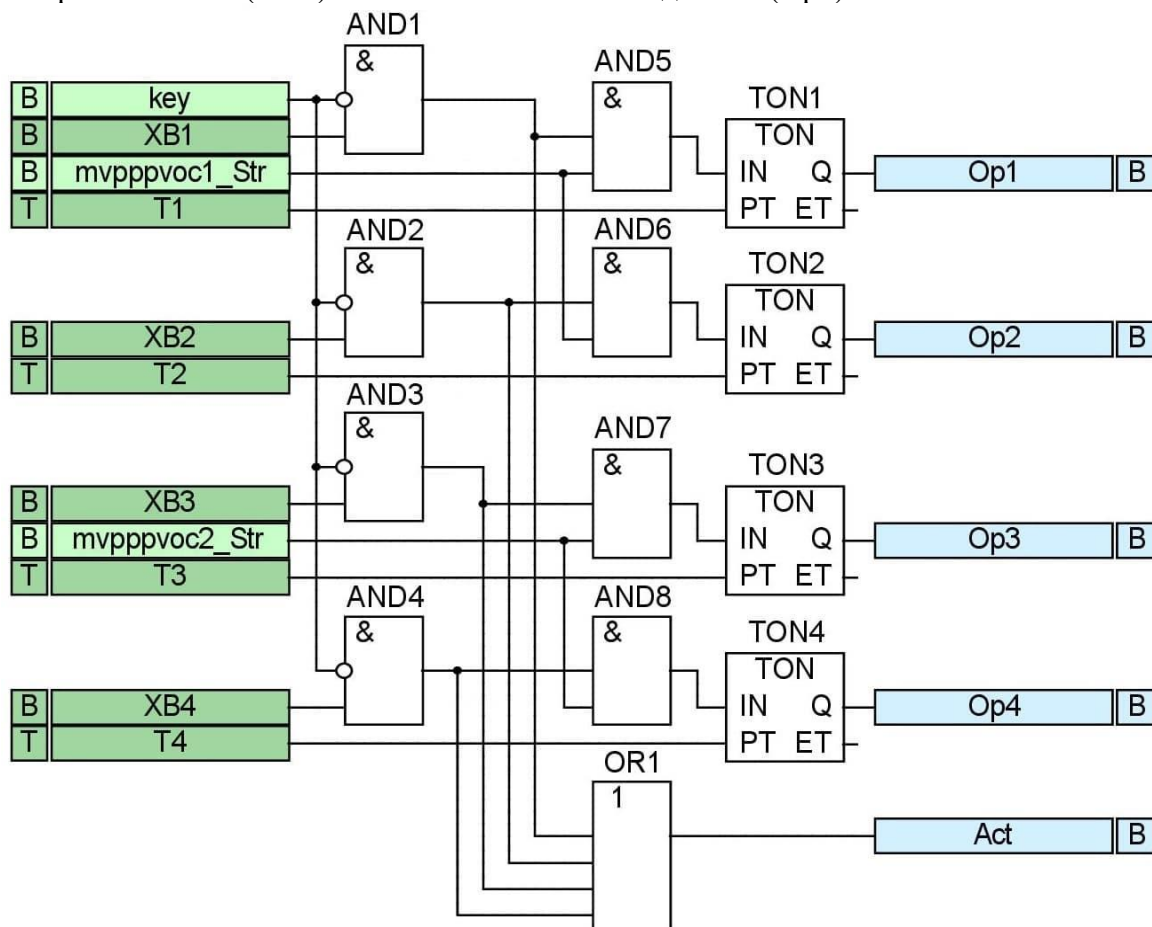 AND1
&
AND5
&
TON1
B key
TON
B XB1
B mvpppvoc1_Str
IN Q
Op1 B
T T1
PT ET
AND2
&
AND6
&
TON2
TON
B XB2
IN Q
Op2 B
T T2
PT ET
AND3
&
AND7
&
TON3
B XB3
TON
B mvpppvoc2_Str
IN Q
Op3 B
T T3
PT ET
AND4
&
AND8
&
TON4
TON
B XB4
IN Q
Op4 B
T T4
PT ET
OR1
1
Act B